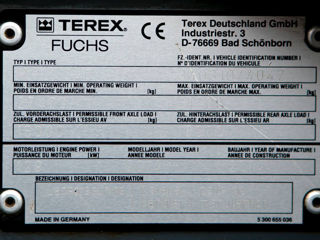 TEREX CE
FUCHS
Terex Deutschland GmbH
Industriestr. 3
D-76669 Bad Schönborn
TYP I TYPE I TYPE
FZ.-IDENT.NR. I VEHICLE IDENTIFICATION NUMBER I
N° D'IDENTIFICATION DU VÉHICULE
MIN. EINSATZGEWICHT I MIN. OPERATING WEIGHT I
POIDS EN ORDRE DE MARCHE MIN. [kg]
MAX. EINSATZGEWICHT I MAX. OPERATING WEIGHT I
POIDS EN ORDRE DE MARCHE MAX. [kg]
ZUL. VORDERACHSLAST I PERMISSIBLE FRONT AXLE LOAD I
CHARGE ADMISSIBLE SUR L'ESSIEU AV [kg]
ZUL. HINTERACHSLAST I PERMISSIBLE REAR AXLE LOAD I
CHARGE ADMISSIBLE SUR L'ESSIEU AR [kg]
MOTORLEISTUNG I ENGINE POWER I
PUISSANCE DU MOTEUR [kW]
MODELLJAHR I MODEL YEAR I
ANNEE MODELE
BAUJAHR I YEAR OF MANUFACTURE I
ANNÉE DE CONSTRUCTION
BEZEICHNUNG I DESIGNATION I DESIGNATION
MADE IN GERMANY
5 300 655 036